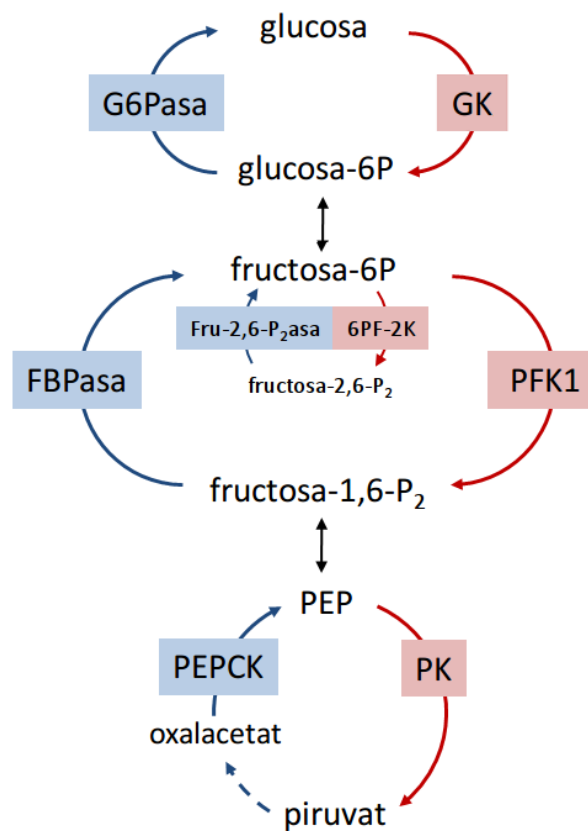 glucosa
G6Pasa
GK
glucosa-6P
fructosa-6P
Fru-2,6-P₂asa
6PF-2K
fructosa-2,6-P₂
FBPasa
PFK1
fructosa-1,6-P₂
PEP
PEPCK
PK
oxalacetat
piruvat